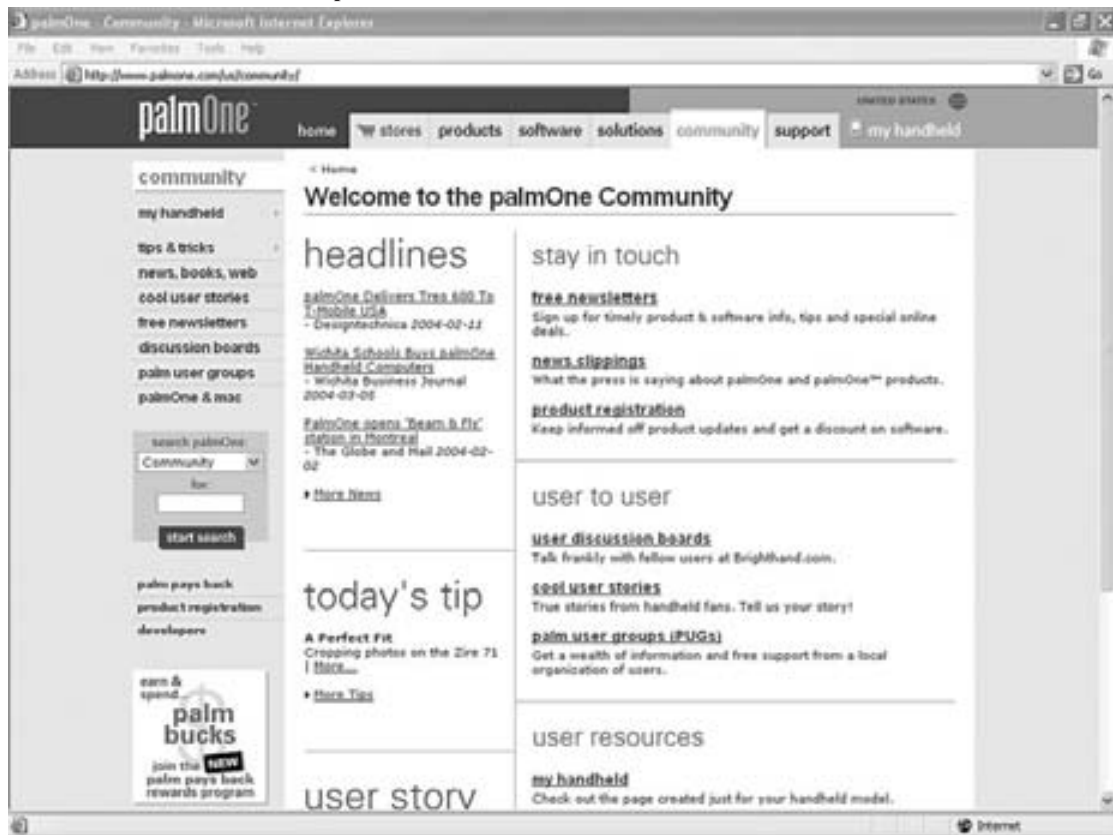 palmOne - Community - Microsoft Internet Explorer
File Edit View Favorites Tools Help
Address http://www.palmone.com/us/community/
Go
palmOne
UNITED STATES
home stores products software solutions community support my handheld
community
my handheld
tips & tricks
news, books, web
cool user stories
free newsletters
discussion boards
palm user groups
palmOne & mac
search palmOne
Community
for
start search
palm pays back
product registration
developers
earn &
spend...
palm
bucks
join the NEW
palm pays back
rewards program
< Home
Welcome to the palmOne Community
headlines
palmOne Delivers Treo 600 To
T-Mobile USA
- Designtechnica 2004-02-11
Wichita Schools Buys palmOne
Handheld Computers
- Wichita Business Journal
2004-03-05
PalmOne opens 'Beam & Fly'
station in Montreal
- The Globe and Mail 2004-02-
02
More News
today's tip
A Perfect Fit
Cropping photos on the Zire 71
| More...
More Tips
user story
stay in touch
free newsletters
Sign up for timely product & software info, tips and special online
deals.
news clippings
What the press is saying about palmOne and palmOne™ products.
product registration
Keep informed off product updates and get a discount on software.
user to user
user discussion boards
Talk frankly with fellow users at Brighthand.com.
cool user stories
True stories from handheld fans. Tell us your story!
palm user groups (PUGs)
Get a wealth of information and free support from a local
organization of users.
user resources
my handheld
Check out the page created just for your handheld model.
Internet